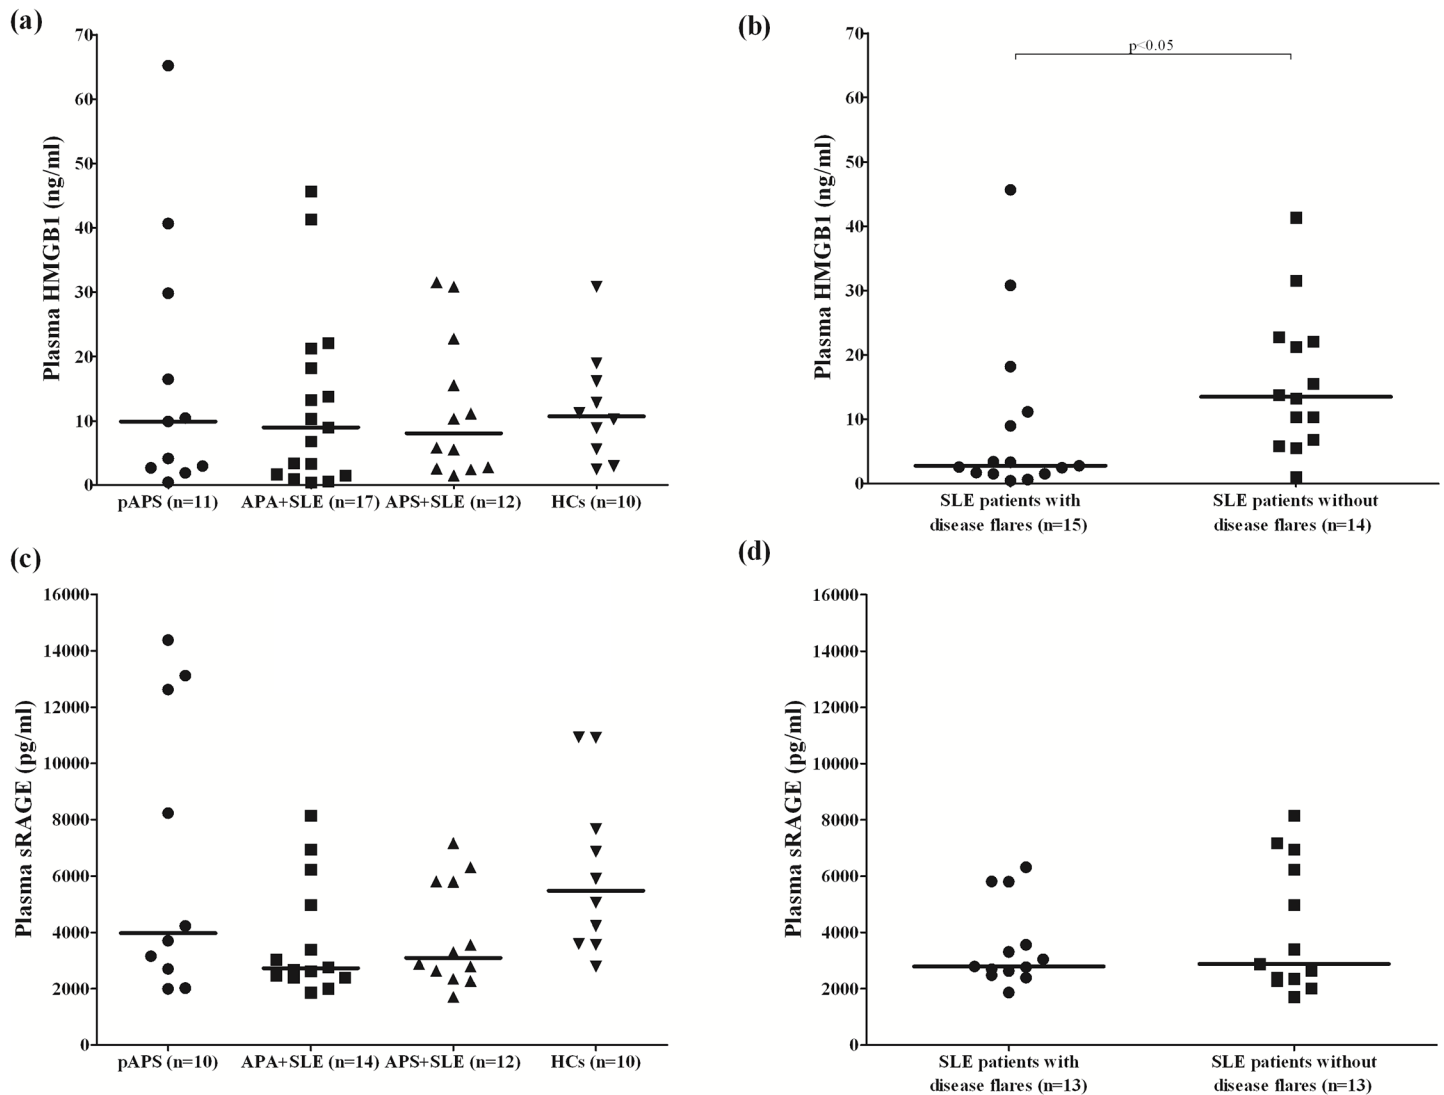 (a)
70
60
50
40
30
20
10
0
Plasma HMGB1 (ng/ml)
pAPS (n=11) APA+SLE (n=17) APS+SLE (n=12) HCs (n=10)
(b)
70
60
50
40
30
20
10
0
Plasma HMGB1 (ng/ml)
p<0.05
SLE patients with
disease flares (n=15)
SLE patients without
disease flares (n=14)
(c)
16000
14000
12000
10000
8000
6000
4000
2000
0
Plasma sRAGE (pg/ml)
pAPS (n=10) APA+SLE (n=14) APS+SLE (n=12) HCs (n=10)
(d)
16000
14000
12000
10000
8000
6000
4000
2000
0
Plasma sRAGE (pg/ml)
SLE patients with
disease flares (n=13)
SLE patients without
disease flares (n=13)